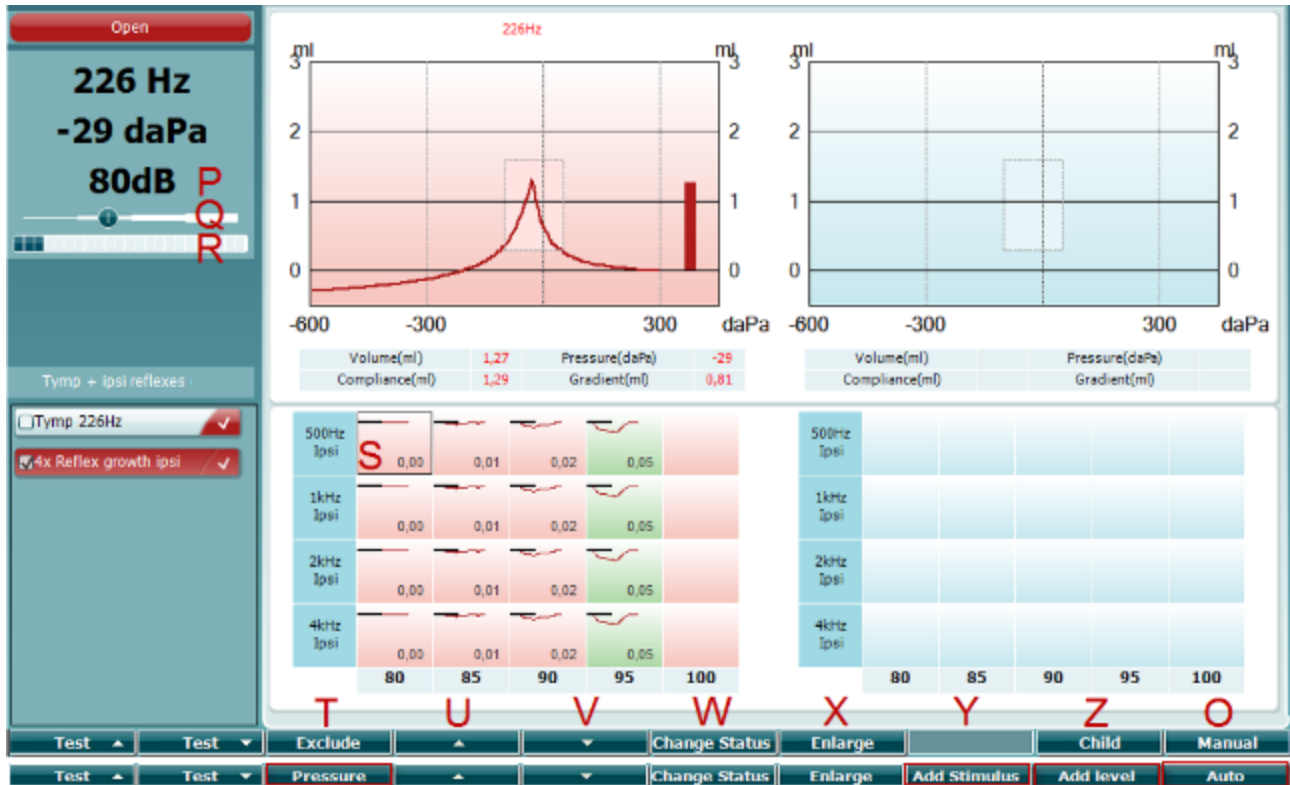 Open
226 Hz
-29 daPa
80dB P
Q
R
Tymp + ipsi reflexes
Tymp 226Hz
4x Reflex growth ipsi
226Hz
ml ml
3 3
2 2
1 1
0 0
-600 -300 300 daPa
Volume(ml) 1,27 Pressure(daPa) -29
Compliance(ml) 1,29 Gradient(ml) 0,81
ml ml
3 3
2 2
1 1
0 0
-600 -300 300 daPa
Volume(ml) Pressure(daPa)
Compliance(ml) Gradient(ml)
500Hz
Ipsi S 0,00 0,01 0,02 0,05
1kHz
Ipsi 0,00 0,01 0,02 0,05
2kHz
Ipsi 0,00 0,01 0,02 0,05
4kHz
Ipsi 0,00 0,01 0,02 0,05
80 85 90 95 100
500Hz
Ipsi
1kHz
Ipsi
2kHz
Ipsi
4kHz
Ipsi
80 85 90 95 100
T U V W X Y Z O
Test Test Exclude Change Status Enlarge Child Manual
Test Test Pressure Change Status Enlarge Add Stimulus Add level Auto